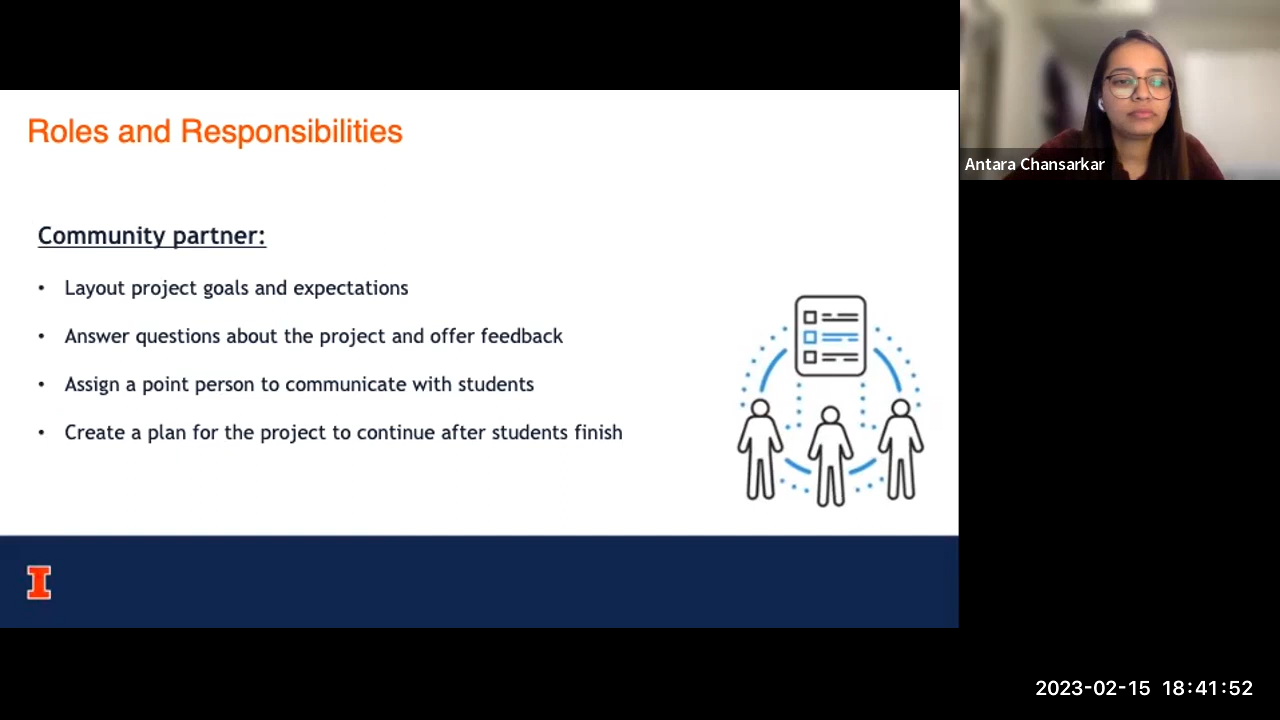 Roles and Responsibilities
Community partner:
• Layout project goals and expectations
• Answer questions about the project and offer feedback
• Assign a point person to communicate with students
• Create a plan for the project to continue after students finish
I
Antara Chansarkar
2023-02-15 18:41:52